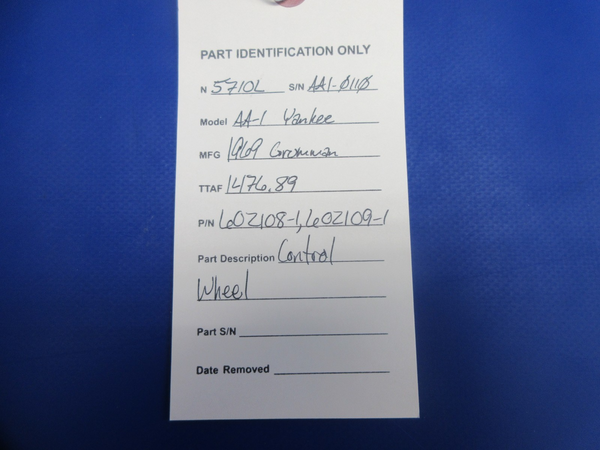 PART IDENTIFICATION ONLY
N 5710L S/N AA1-0110
Model AA-1 Yankee
MFG 1969 Grumman
TTAF 1476.89
P/N 602108-1, 602109-1
Part Description Control
Wheel
Part S/N
Date Removed